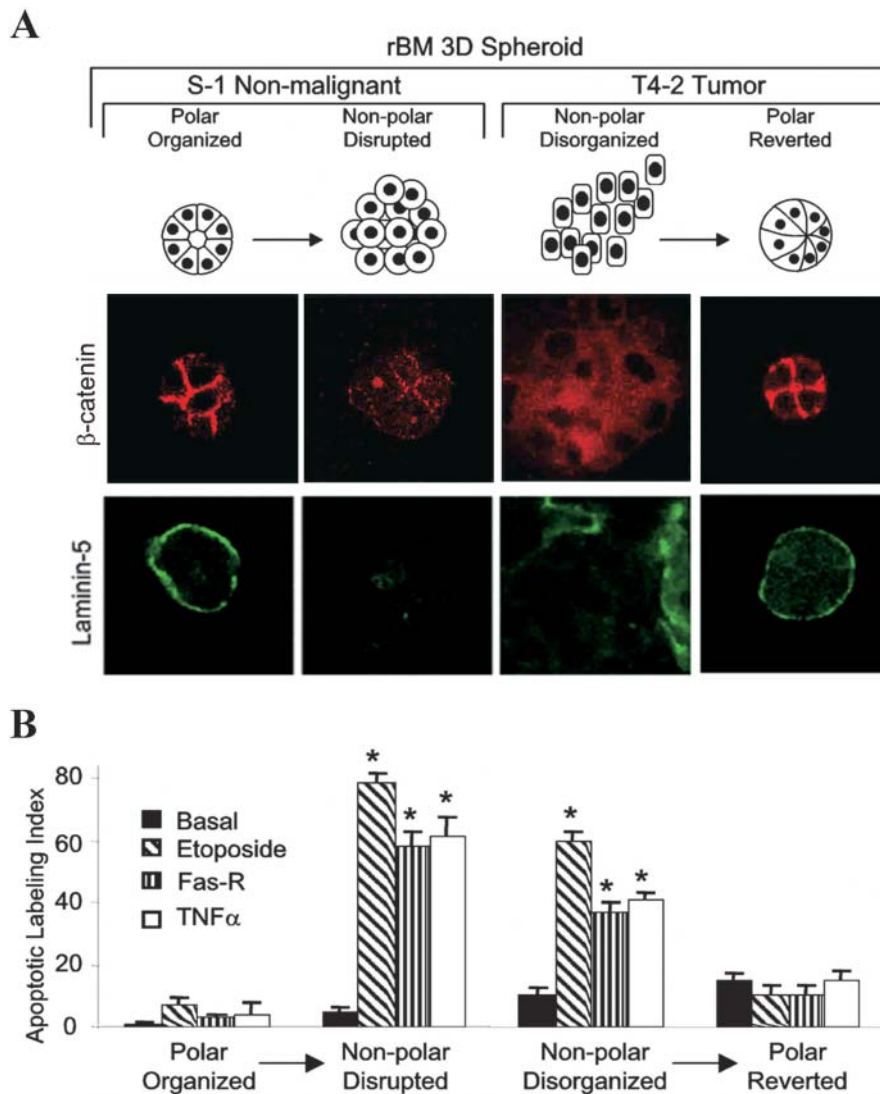 A
rBM 3D Spheroid
S-1 Non-malignant
T4-2 Tumor
Polar Organized
Non-polar Disrupted
Non-polar Disorganized
Polar Reverted
β-catenin
Laminin-5
B
Apoptotic Labeling Index
80
60
40
20
0
Basal
Etoposide
Fas-R
TNFα
*
*
*
*
*
*
Polar Organized
Non-polar Disrupted
Non-polar Disorganized
Polar Reverted